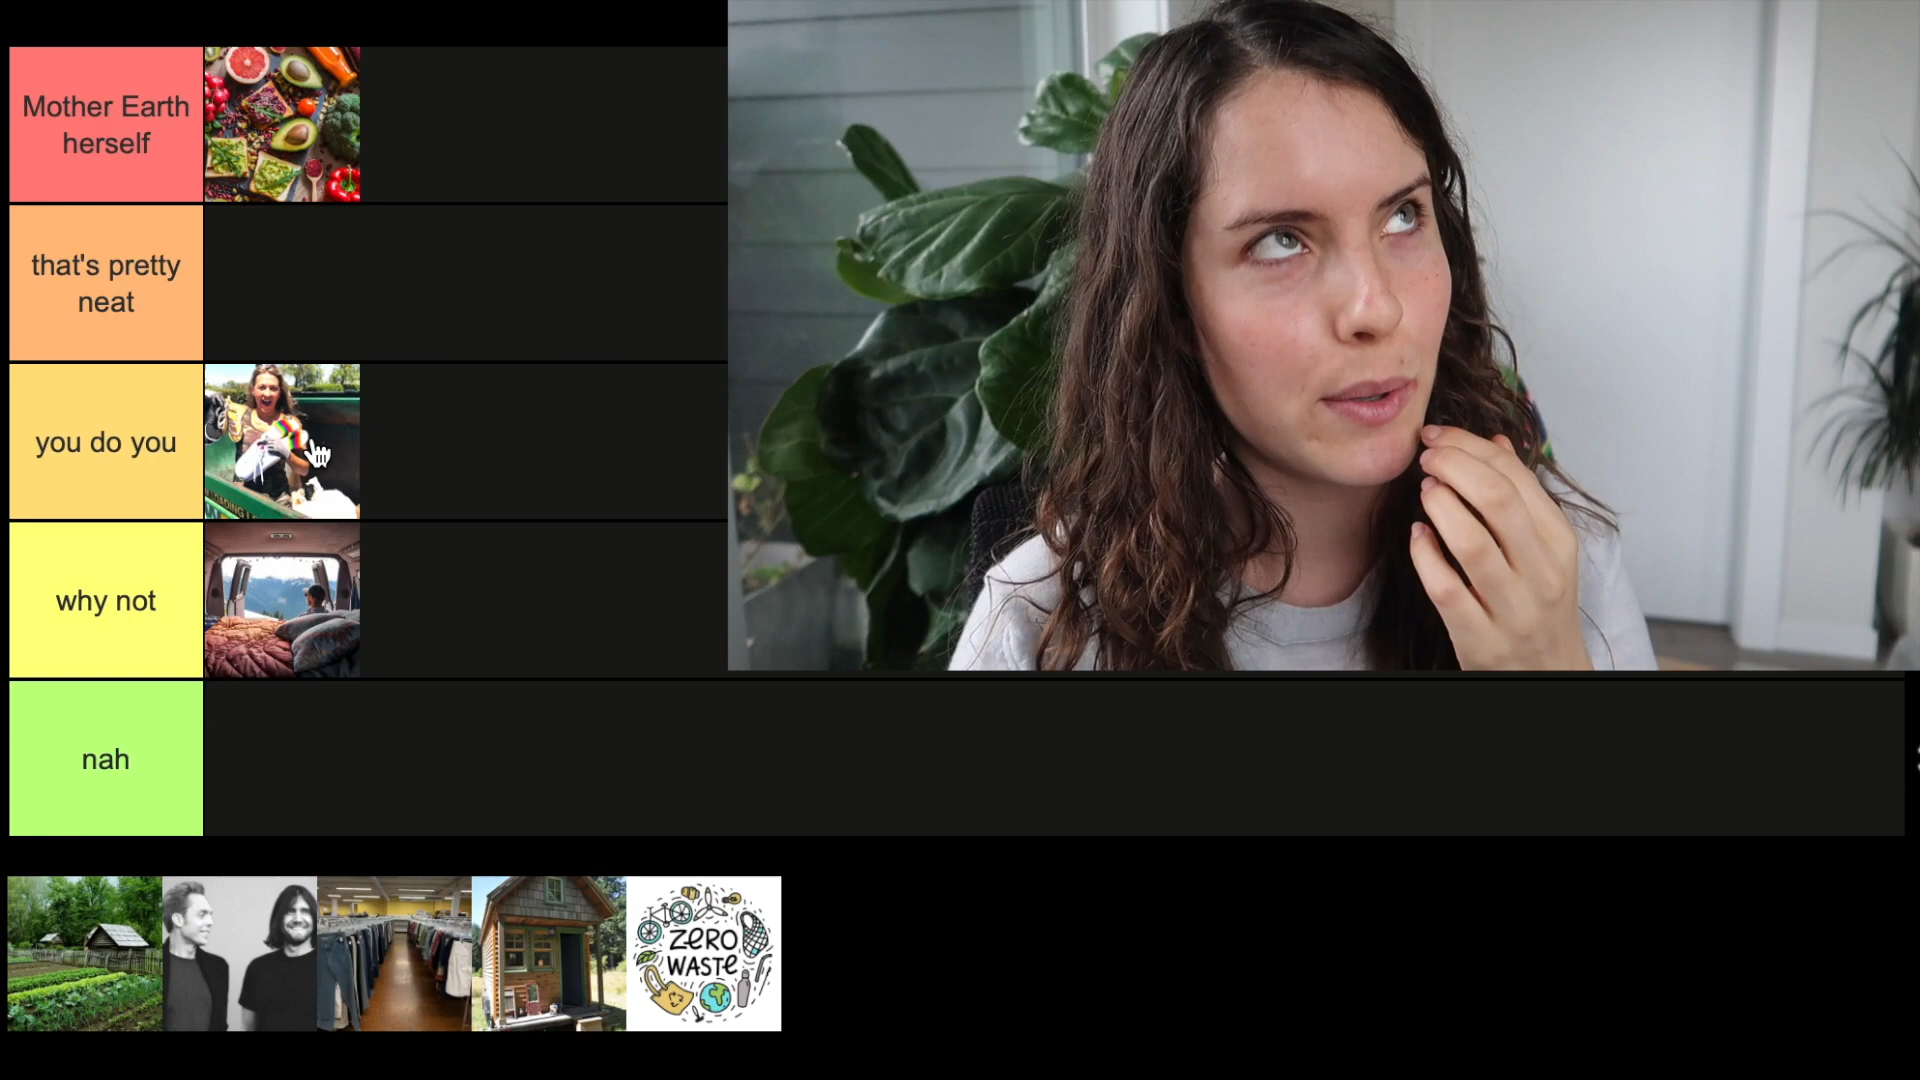 Mother Earth
herself
that's pretty
neat
you do you
why not
nah
ZERO
WASTE